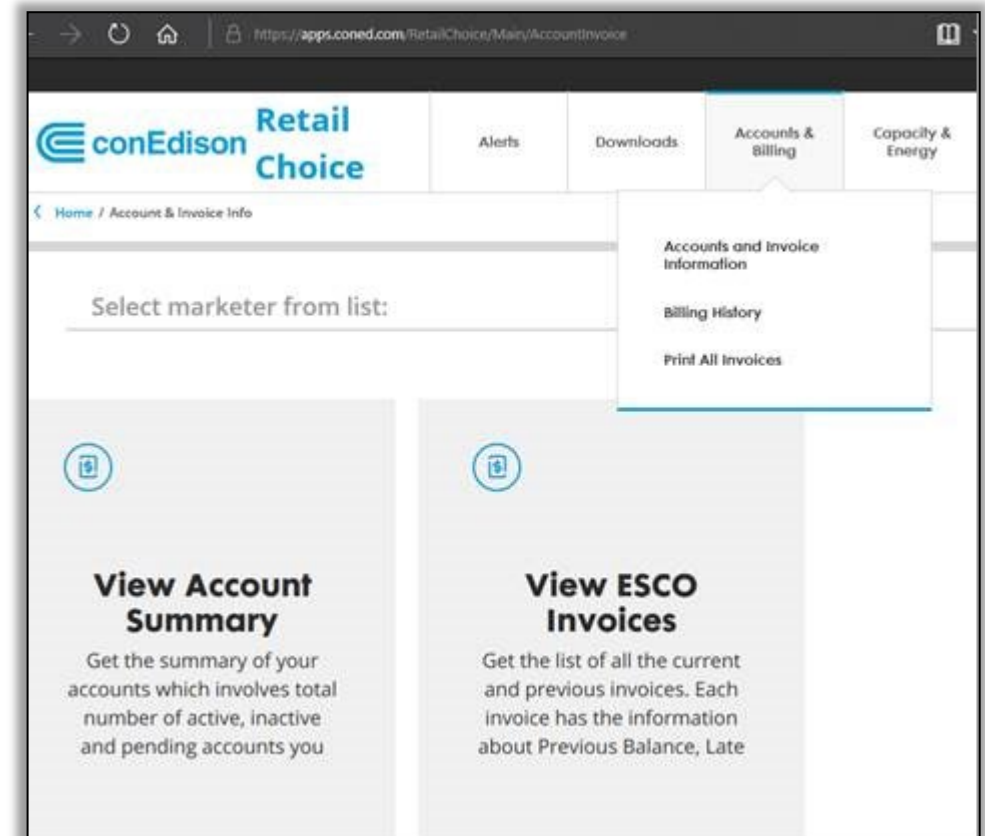 https://apps.coned.com/RetailChoice/Main/AccountInvoice
conEdison
Retail
Choice
Alerts
Downloads
Accounts &
Billing
Capacity &
Energy
Home / Account & Invoice Info
Accounts and Invoice
Information
Billing History
Print All Invoices
Select marketer from list:
View Account
Summary
Get the summary of your
accounts which involves total
number of active, inactive
and pending accounts you
View ESCO
Invoices
Get the list of all the current
and previous invoices. Each
invoice has the information
about Previous Balance, Late